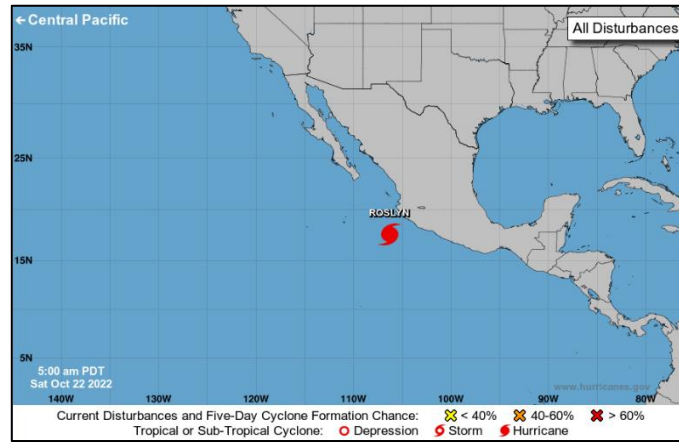 ← Central Pacific
All Disturbances
35N
25N
ROSLYN
15N
5N
5:00 am PDT
Sat Oct 22 2022
www.hurricanes.gov
140W 130W 120W 110W 100W 90W 80W
Current Disturbances and Five-Day Cyclone Formation Chance: < 40% 40-60% > 60%
Tropical or Sub-Tropical Cyclone: Depression Storm Hurricane